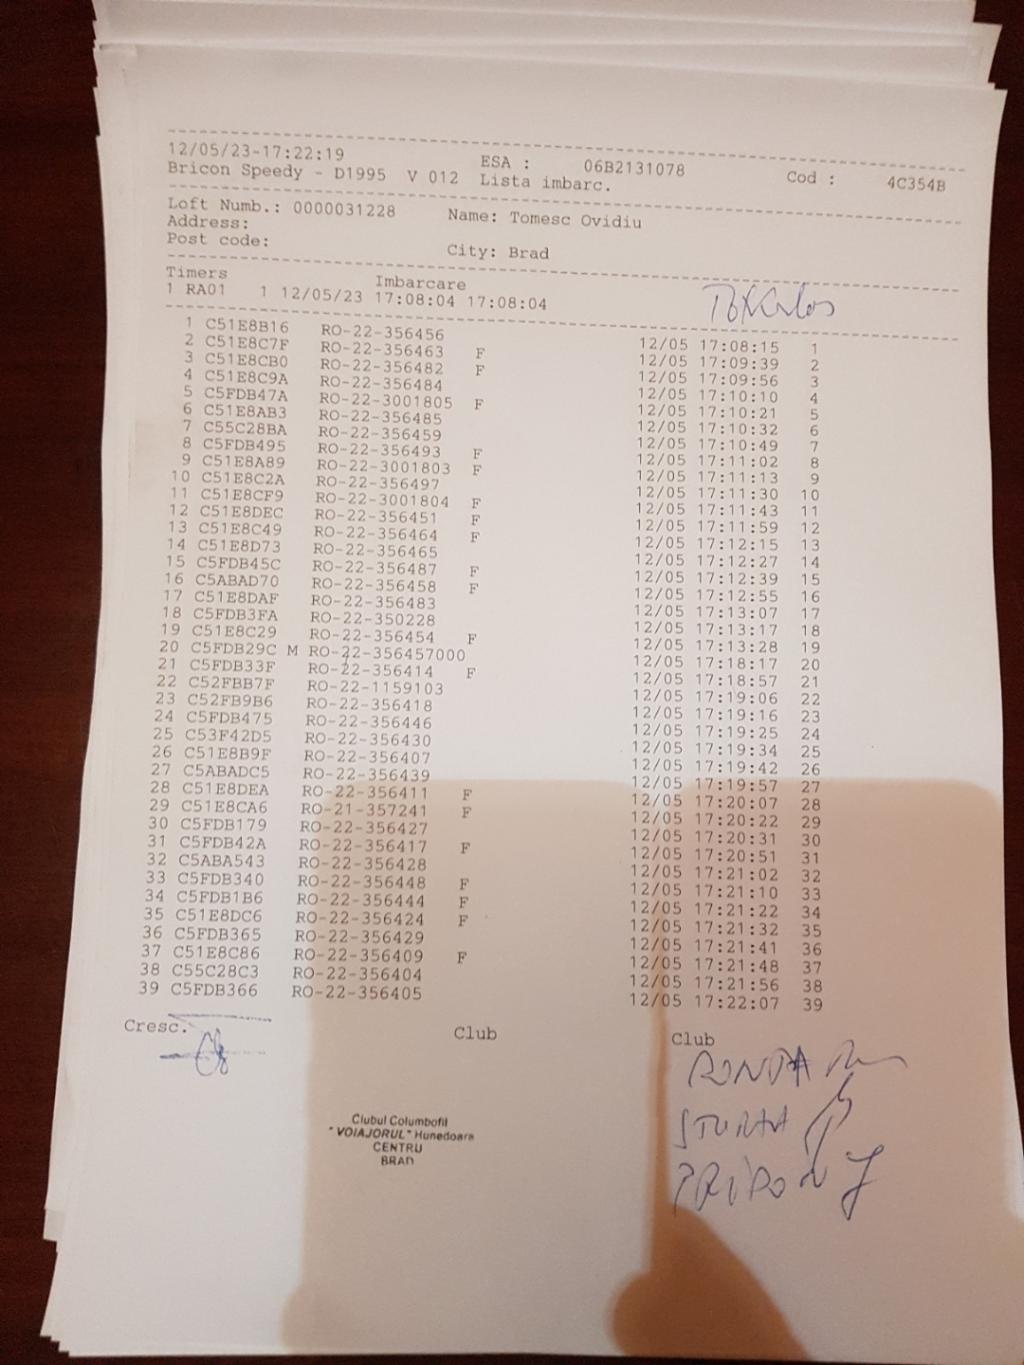 12/05/23-17:22:19 ESA : 06B2131078 Cod : 4C354B
Bricon Speedy - D1995 V 012 Lista imbarc.
Loft Numb.: 0000031228 Name: Tomesc Ovidiu
Address:
Post code: City: Brad
Timers Imbarcare
1 RA01 1 12/05/23 17:08:04 17:08:04
1 C51E8B16 RO-22-356456 12/05 17:08:15 1
2 C51E8C7F RO-22-356463 F 12/05 17:09:39 2
3 C51E8CB0 RO-22-356482 F 12/05 17:09:56 3
4 C51E8C9A RO-22-356484 12/05 17:10:10 4
5 C5FDB47A RO-22-3001805 F 12/05 17:10:21 5
6 C51E8AB3 RO-22-356485 12/05 17:10:32 6
7 C55C28BA RO-22-356459 12/05 17:10:49 7
8 C5FDB495 RO-22-356493 F 12/05 17:11:02 8
9 C51E8A89 RO-22-3001803 F 12/05 17:11:13 9
10 C51E8C2A RO-22-356497 12/05 17:11:30 10
11 C51E8CF9 RO-22-3001804 F 12/05 17:11:43 11
12 C51E8DEC RO-22-356451 F 12/05 17:11:59 12
13 C51E8C49 RO-22-356464 F 12/05 17:12:15 13
14 C51E8D73 RO-22-356465 12/05 17:12:27 14
15 C5FDB45C RO-22-356487 F 12/05 17:12:39 15
16 C5ABAD70 RO-22-356458 F 12/05 17:12:55 16
17 C51E8DAF RO-22-356483 12/05 17:13:07 17
18 C5FDB3FA RO-22-350228 12/05 17:13:17 18
19 C51E8C29 RO-22-356454 F 12/05 17:13:28 19
20 C5FDB29C M RO-22-356457000 12/05 17:18:17 20
21 C5FDB33F RO-22-356414 F 12/05 17:18:57 21
22 C52FBB7F RO-22-1159103 12/05 17:19:06 22
23 C52FB9B6 RO-22-356418 12/05 17:19:16 23
24 C5FDB475 RO-22-356446 12/05 17:19:25 24
25 C53F42D5 RO-22-356430 12/05 17:19:34 25
26 C51E8B9F RO-22-356407 12/05 17:19:42 26
27 C5ABADC5 RO-22-356439 12/05 17:19:57 27
28 C51E8DEA RO-22-356411 F 12/05 17:20:07 28
29 C51E8CA6 RO-21-357241 F 12/05 17:20:22 29
30 C5FDB179 RO-22-356427 12/05 17:20:31 30
31 C5FDB42A RO-22-356417 F 12/05 17:20:51 31
32 C5ABA543 RO-22-356428 12/05 17:21:02 32
33 C5FDB340 RO-22-356448 F 12/05 17:21:10 33
34 C5FDB1B6 RO-22-356444 F 12/05 17:21:22 34
35 C51E8DC6 RO-22-356424 F 12/05 17:21:32 35
36 C5FDB365 RO-22-356429 12/05 17:21:41 36
37 C51E8C86 RO-22-356409 F 12/05 17:21:48 37
38 C55C28C3 RO-22-356404 12/05 17:21:56 38
39 C5FDB366 RO-22-356405 12/05 17:22:07 39
Cresc. Club Club
Clubul Columbofil
"VOIAJORUL" Hunedoara
CENTRU
BRAD